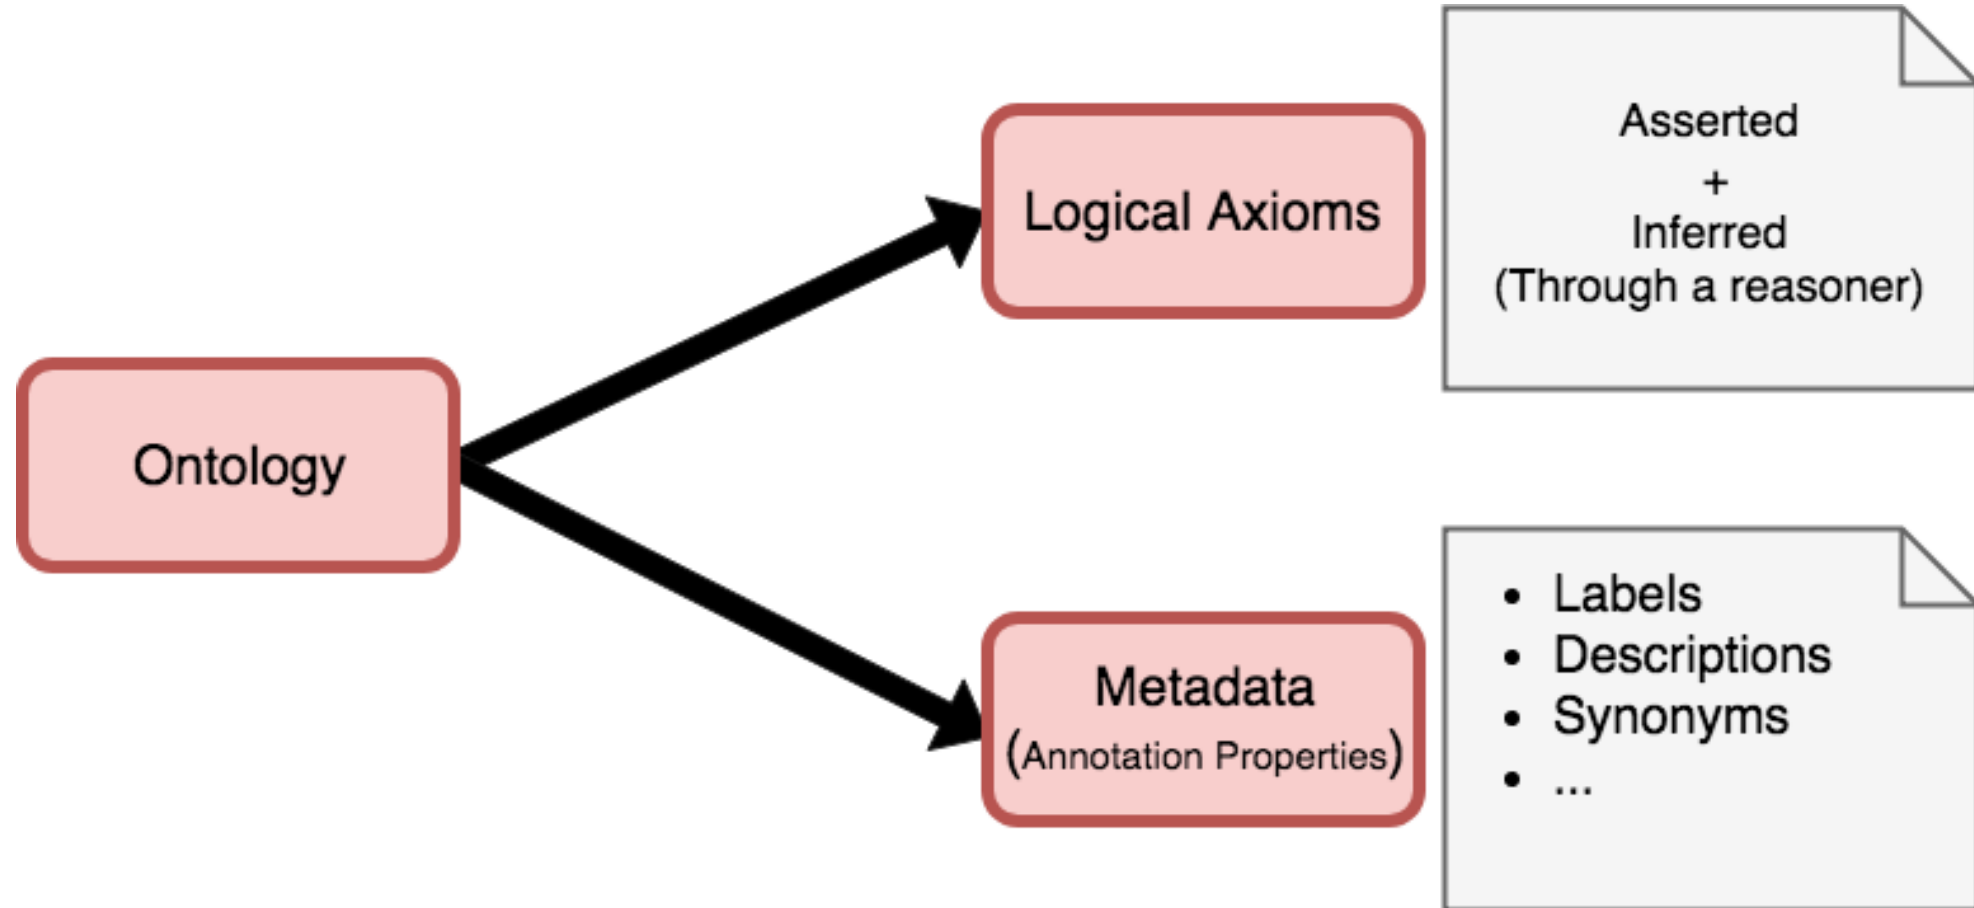 Ontology
Logical Axioms
Asserted
+
Inferred
(Through a reasoner)
Metadata
(Annotation Properties)
• Labels
• Descriptions
• Synonyms
• ...